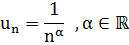 uₙ = 1/n^α , α ∈ ℝ